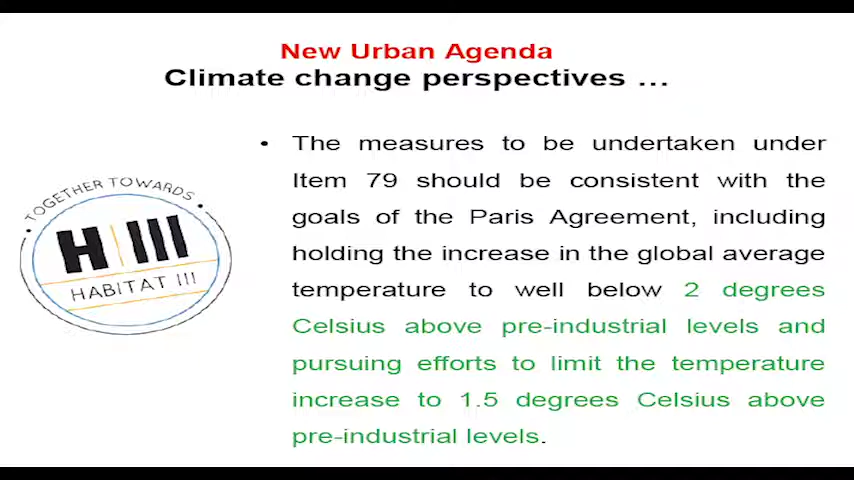 New Urban Agenda
Climate change perspectives ...
• The measures to be undertaken under
Item 79 should be consistent with the
goals of the Paris Agreement, including
holding the increase in the global average
temperature to well below 2 degrees
Celsius above pre-industrial levels and
pursuing efforts to limit the temperature
increase to 1.5 degrees Celsius above
pre-industrial levels.
• TOGETHER TOWARDS •
H III
HABITAT III